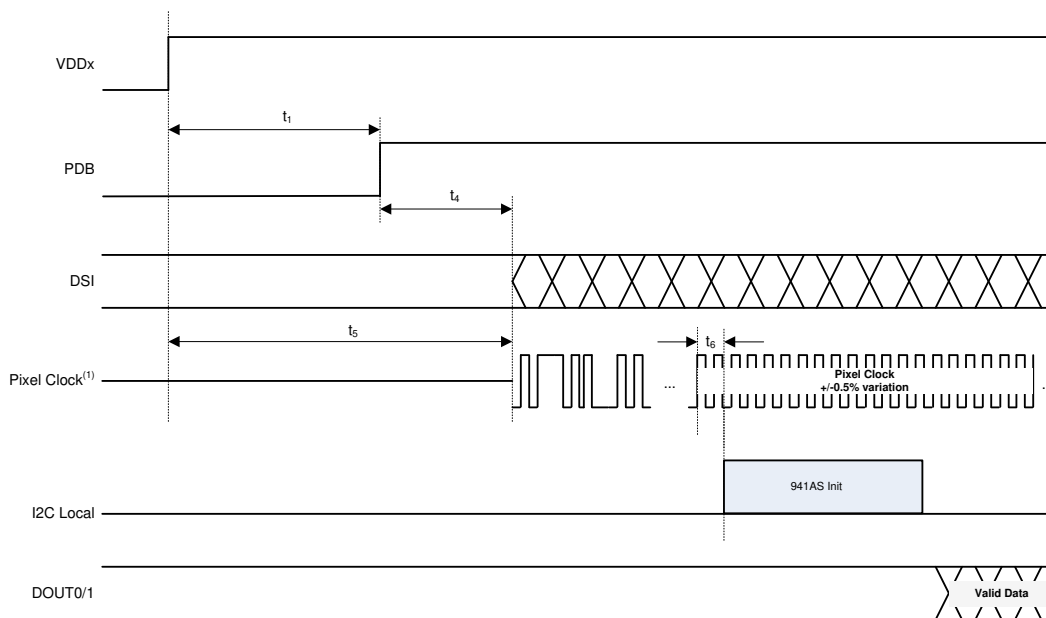 VDDx
t1
PDB
t4
DSI
t5
t6
Pixel Clock(1)
...
Pixel Clock
+/-0.5% variation
...
941AS Init
I2C Local
DOUT0/1
Valid Data